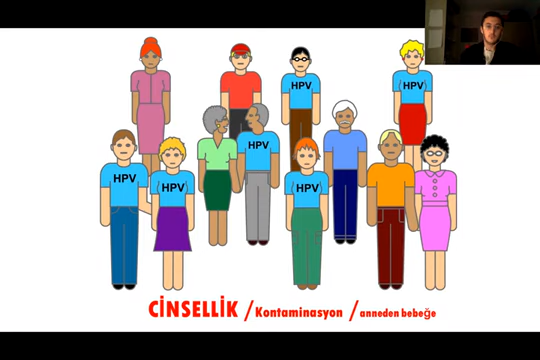 HPV HPV
HPV
HPV HPV HPV
CİNSELLİK / Kontaminasyon / anneden bebeğe